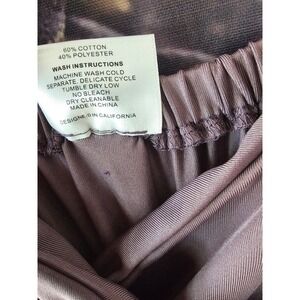 60% COTTON
40% POLYESTER
WASH INSTRUCTIONS
MACHINE WASH COLD
SEPARATE, DELICATE CYCLE
TUMBLE DRY LOW
NO BLEACH
DRY CLEANABLE
MADE IN CHINA
DESIGNED IN CALIFORNIA